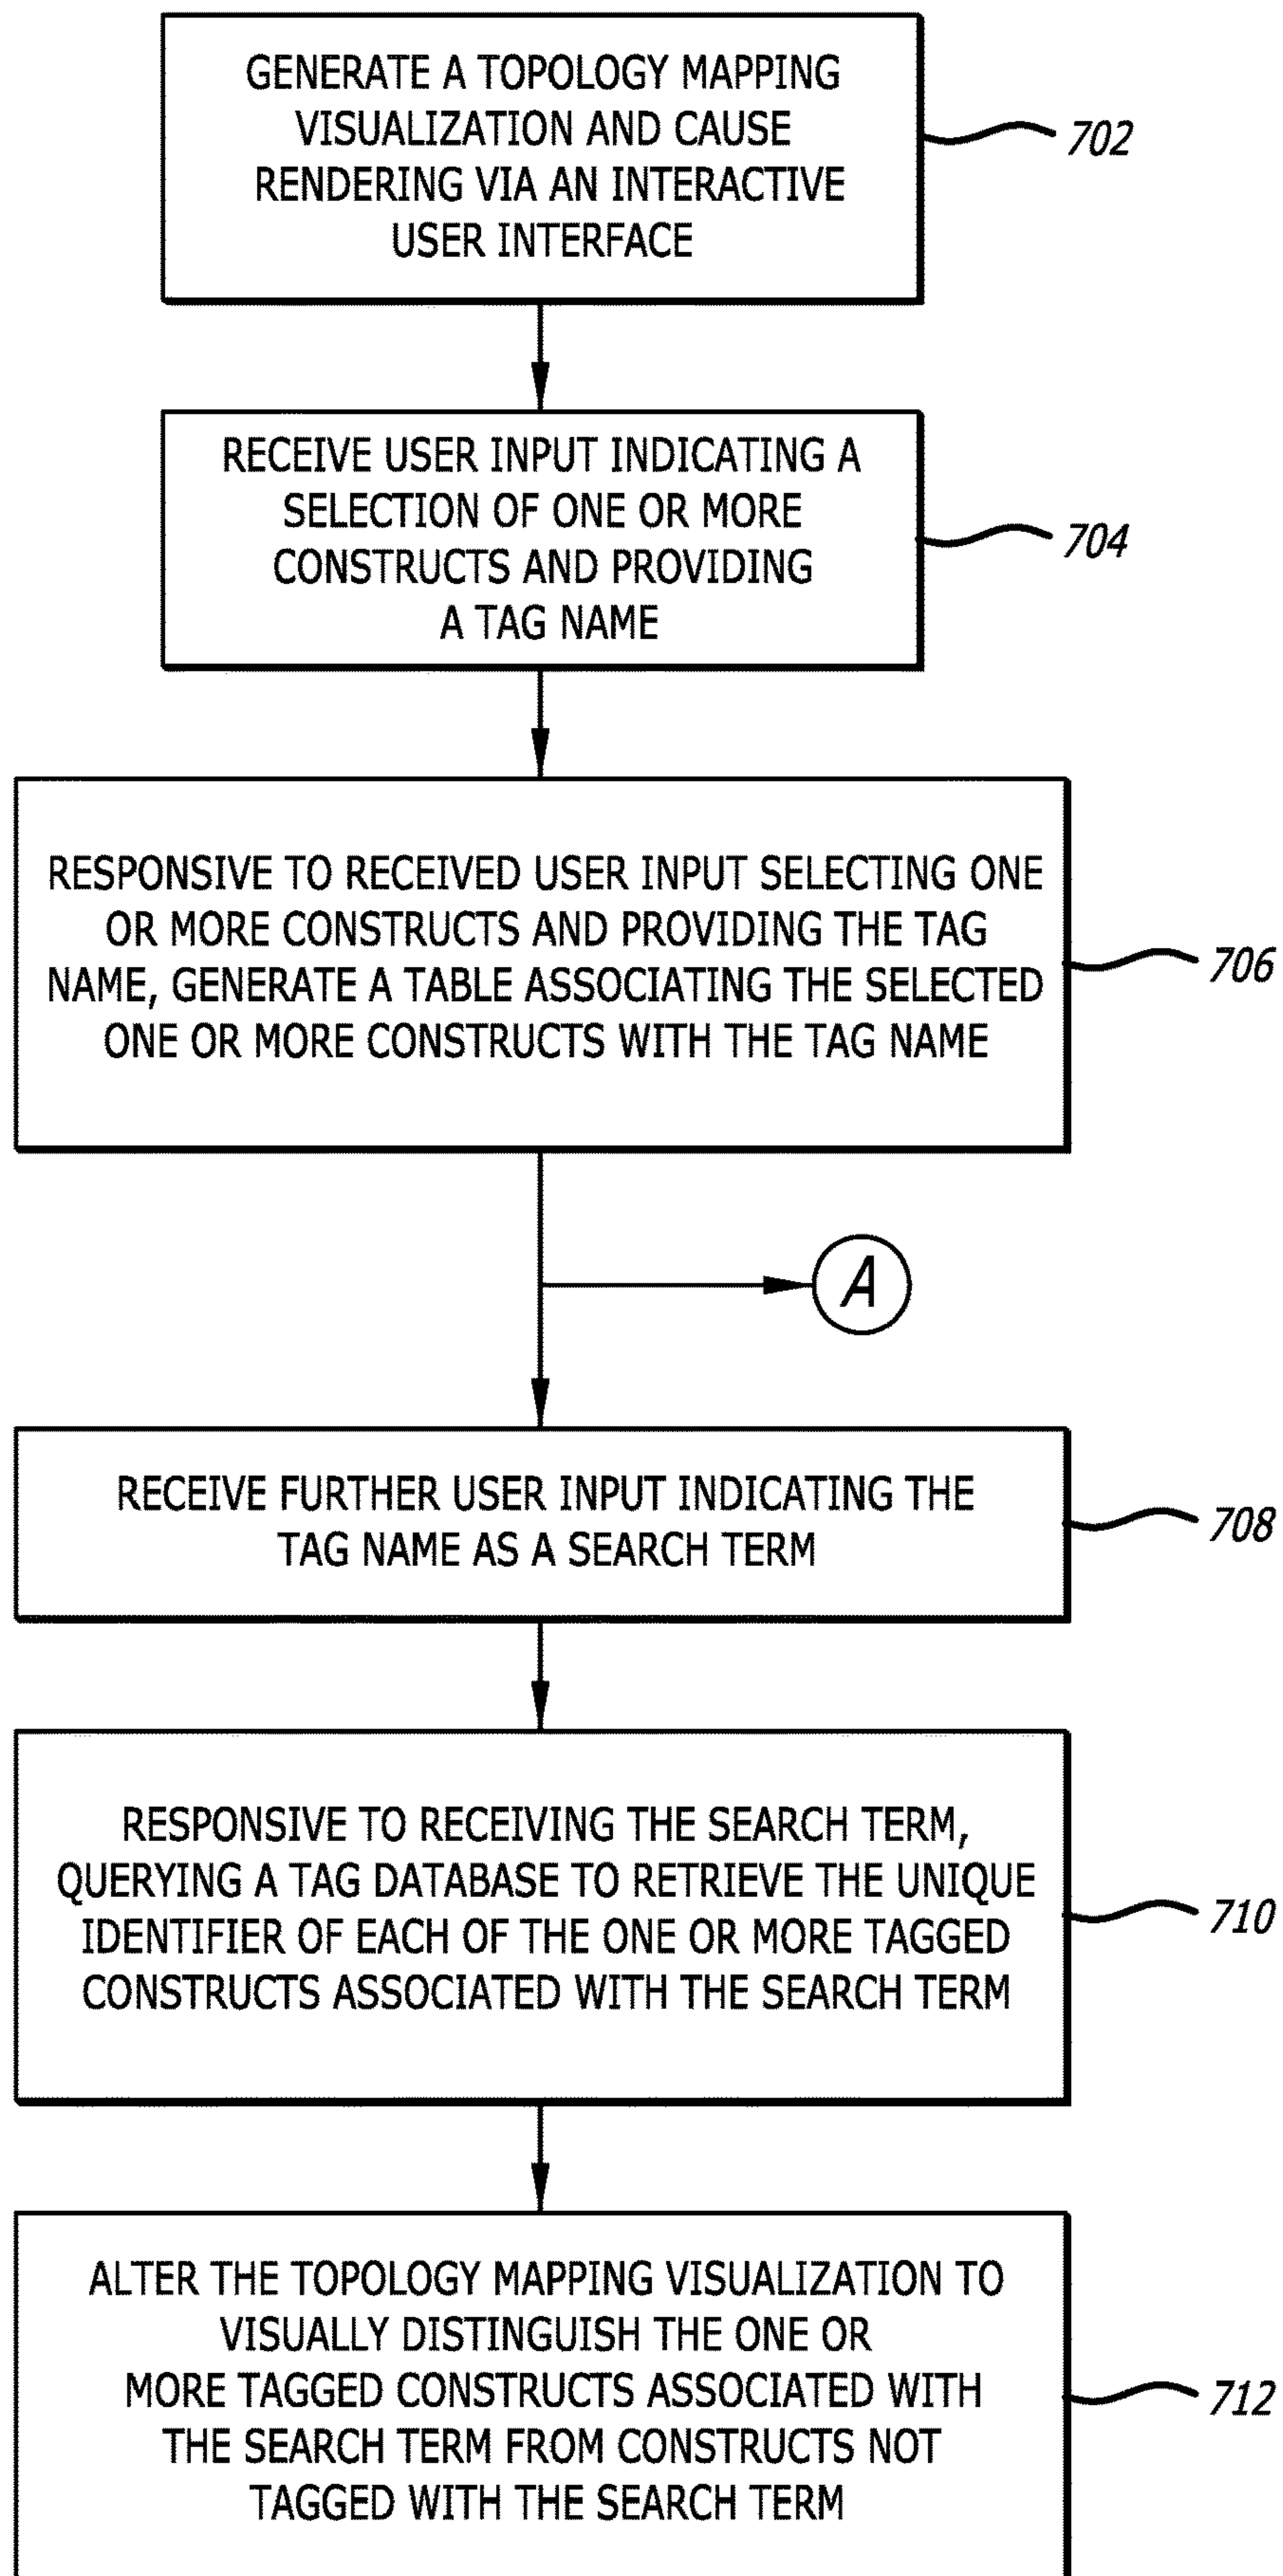 GENERATE A TOPOLOGY MAPPING
VISUALIZATION AND CAUSE
RENDERING VIA AN INTERACTIVE
USER INTERFACE
702
RECEIVE USER INPUT INDICATING A
SELECTION OF ONE OR MORE
CONSTRUCTS AND PROVIDING
A TAG NAME
704
RESPONSIVE TO RECEIVED USER INPUT SELECTING ONE
OR MORE CONSTRUCTS AND PROVIDING THE TAG
NAME, GENERATE A TABLE ASSOCIATING THE SELECTED
ONE OR MORE CONSTRUCTS WITH THE TAG NAME
706
A
RECEIVE FURTHER USER INPUT INDICATING THE
TAG NAME AS A SEARCH TERM
708
RESPONSIVE TO RECEIVING THE SEARCH TERM,
QUERYING A TAG DATABASE TO RETRIEVE THE UNIQUE
IDENTIFIER OF EACH OF THE ONE OR MORE TAGGED
CONSTRUCTS ASSOCIATED WITH THE SEARCH TERM
710
ALTER THE TOPOLOGY MAPPING VISUALIZATION TO
VISUALLY DISTINGUISH THE ONE OR
MORE TAGGED CONSTRUCTS ASSOCIATED WITH
THE SEARCH TERM FROM CONSTRUCTS NOT
TAGGED WITH THE SEARCH TERM
712